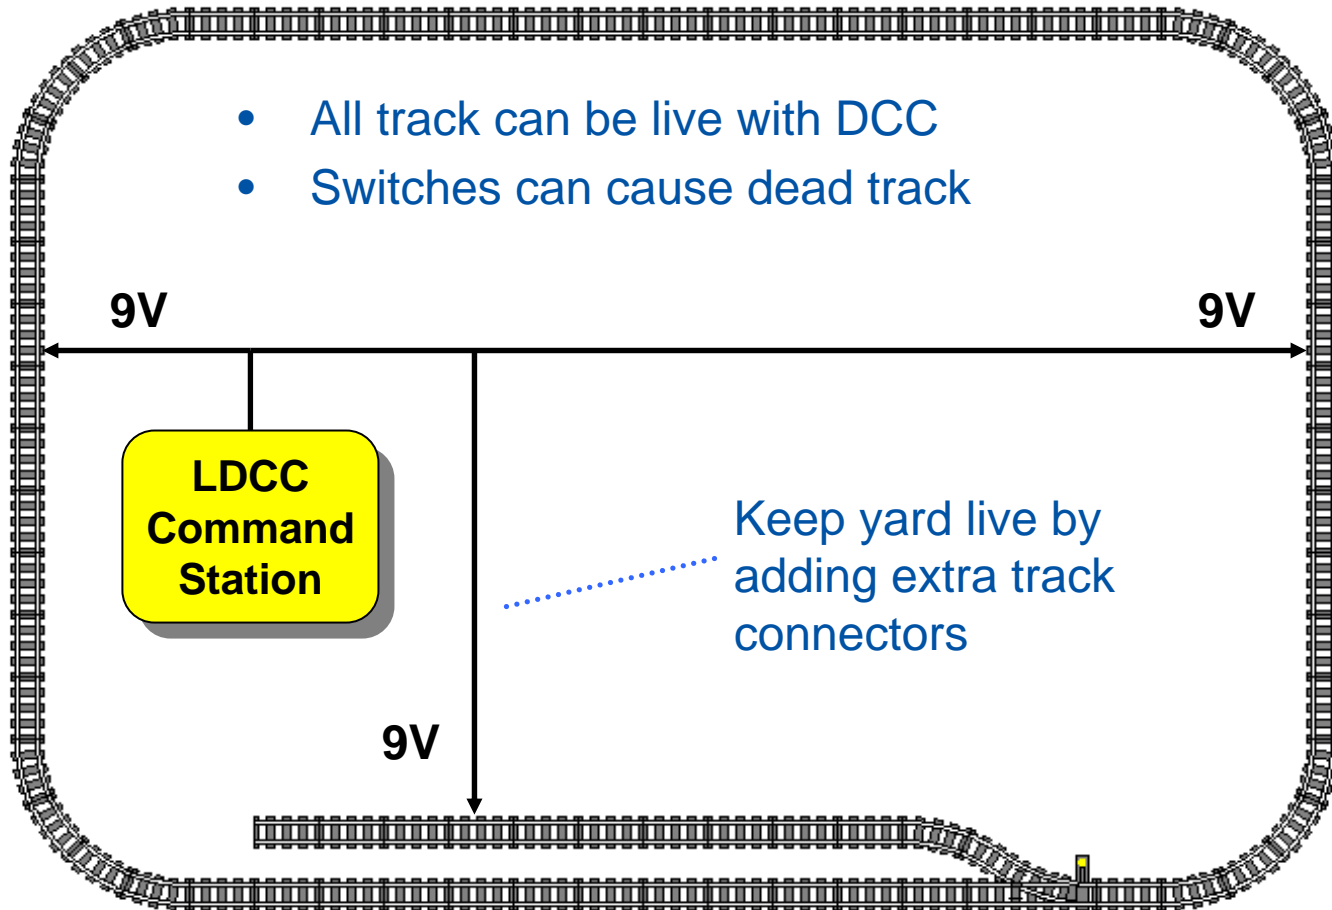 • All track can be live with DCC
• Switches can cause dead track
9V
9V
LDCC
Command
Station
Keep yard live by
adding extra track
connectors
9V